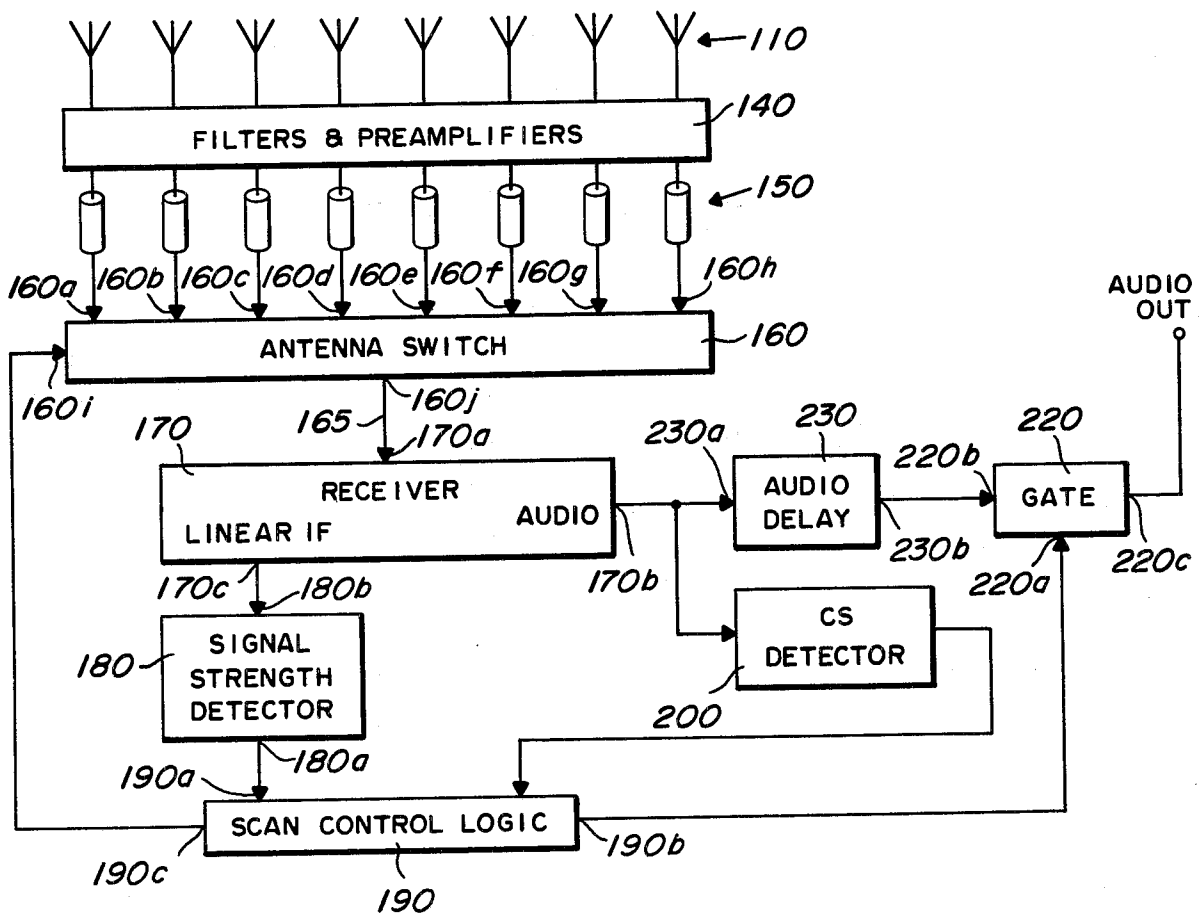 110
FILTERS & PREAMPLIFIERS
140
150
160a
160b
160c
160d
160e
160f
160g
160h
ANTENNA SWITCH
160
160i
160j
165
AUDIO
OUT
170
170a
RECEIVER
LINEAR IF
AUDIO
170b
170c
230a
230
AUDIO
DELAY
230b
220b
220
GATE
220a
220c
180b
180
SIGNAL
STRENGTH
DETECTOR
180a
CS
DETECTOR
200
190a
SCAN CONTROL LOGIC
190b
190c
190